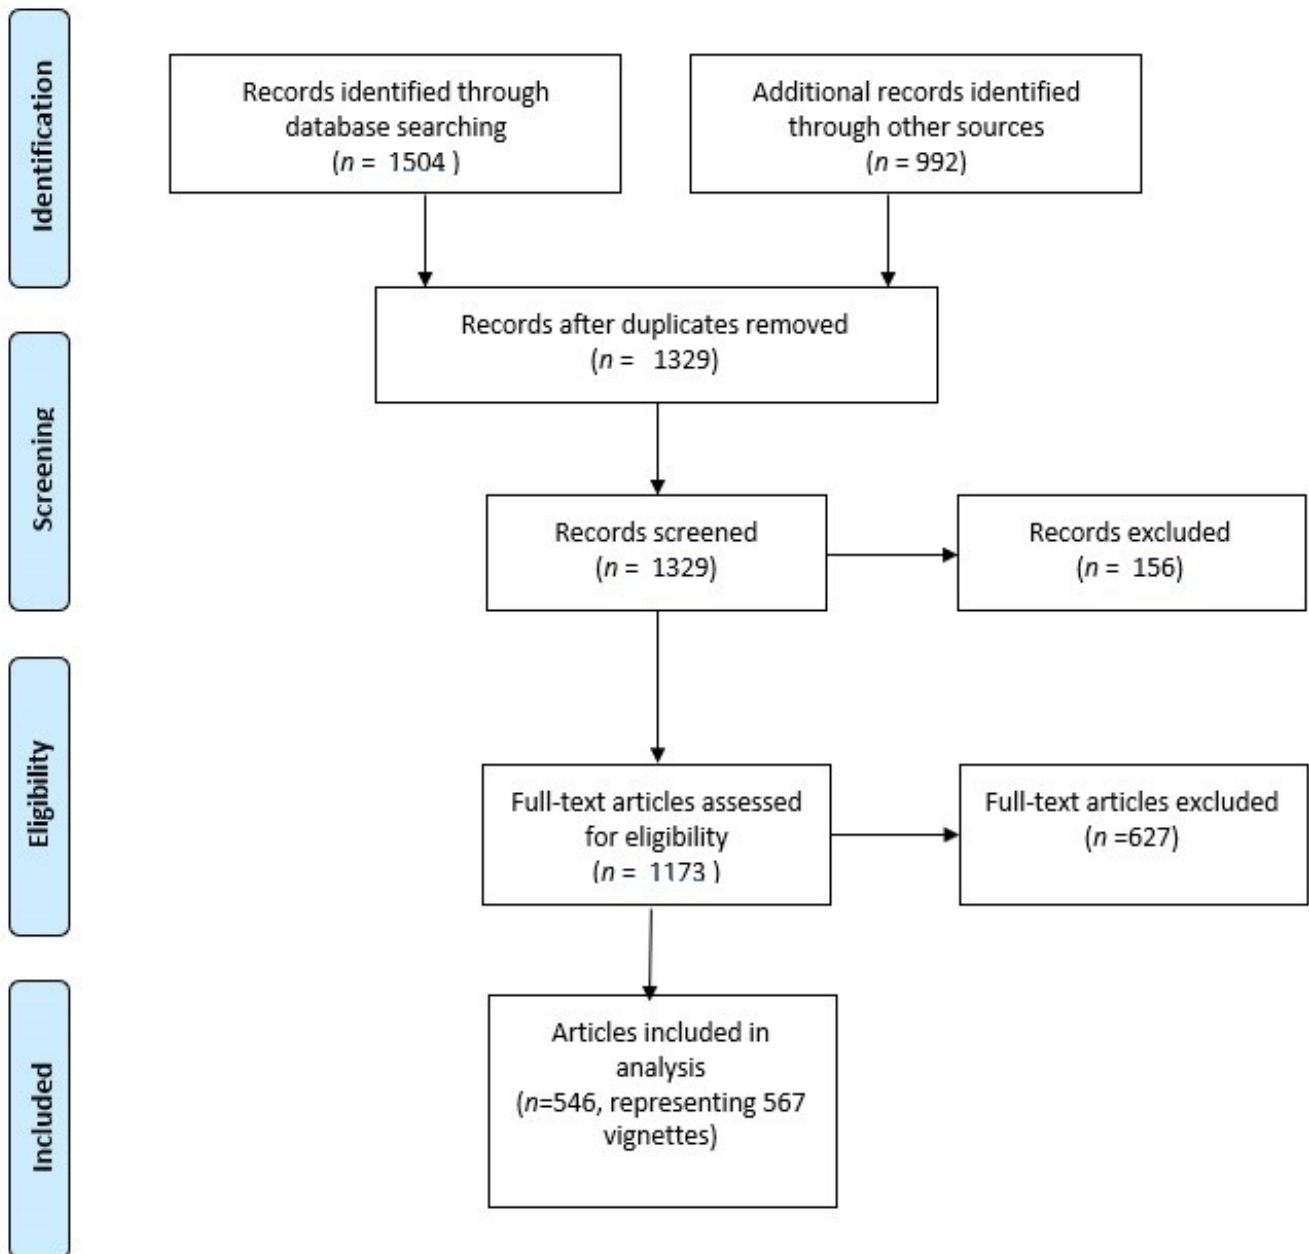 Identification
Records identified through
database searching
(n = 1504 )
Additional records identified
through other sources
(n = 992)
Records after duplicates removed
(n = 1329)
Screening
Records screened
(n = 1329)
Records excluded
(n = 156)
Eligibility
Full-text articles assessed
for eligibility
(n = 1173 )
Full-text articles excluded
(n =627)
Included
Articles included in
analysis
(n=546, representing 567
vignettes)